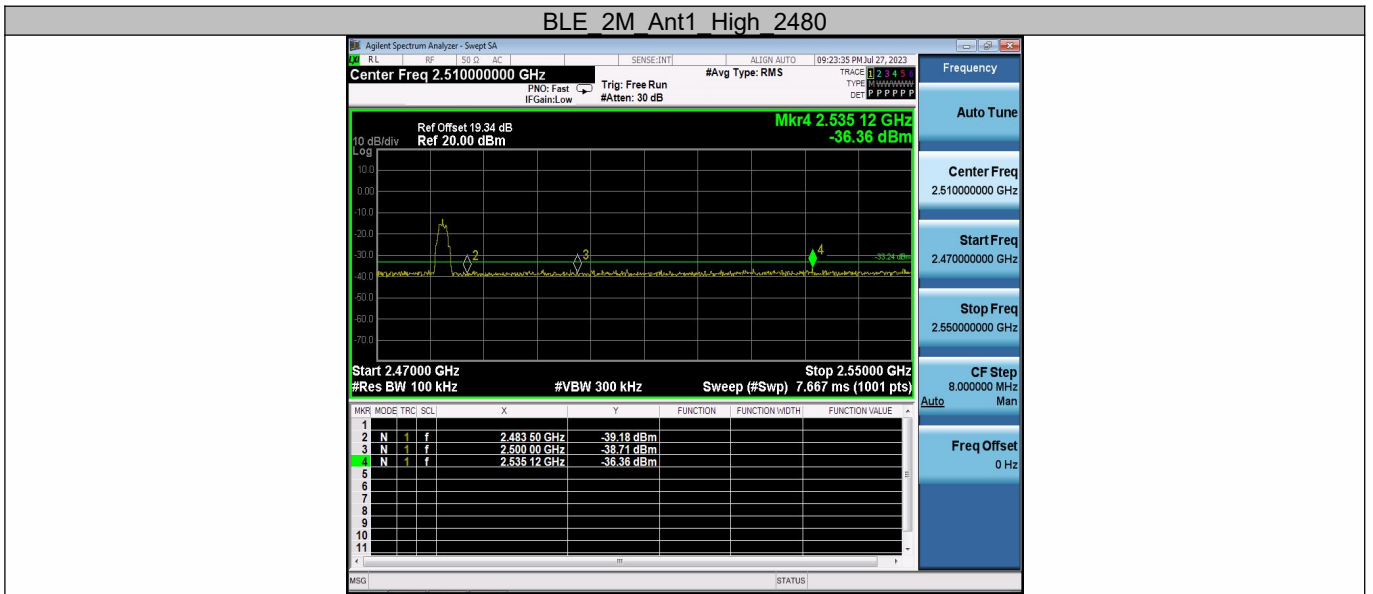 BLE_2M_Ant1_High_2480
Agilent Spectrum Analyzer - Swept SA
RL RF 50 Ω AC SENSE:INT ALIGN AUTO 09:23:35 PM Jul 27, 2023
Center Freq 2.510000000 GHz
PNO: Fast
IFGain:Low
Trig: Free Run
#Atten: 30 dB
#Avg Type: RMS
TRACE 1 2 3 4 5 6
TYPE M WWWWW
DET P P P P P P
Mkr4 2.535 12 GHz
-36.36 dBm
Ref Offset 19.34 dB
10 dB/div Ref 20.00 dBm
Log
10.0
0.00
-10.0
-20.0
-30.0
-40.0
-50.0
-60.0
-70.0
2
3
4
-33.24 dBm
Start 2.47000 GHz Stop 2.55000 GHz
#Res BW 100 kHz #VBW 300 kHz Sweep (#Swp) 7.667 ms (1001 pts)
MKR MODE TRC SCL X Y FUNCTION FUNCTION WIDTH FUNCTION VALUE
1
2 N 1 f 2.483 50 GHz -39.18 dBm
3 N 1 f 2.500 00 GHz -38.71 dBm
4 N 1 f 2.535 12 GHz -36.36 dBm
5
6
7
8
9
10
11
MSG STATUS
Frequency
Auto Tune
Center Freq
2.510000000 GHz
Start Freq
2.470000000 GHz
Stop Freq
2.550000000 GHz
CF Step
8.000000 MHz
Auto Man
Freq Offset
0 Hz